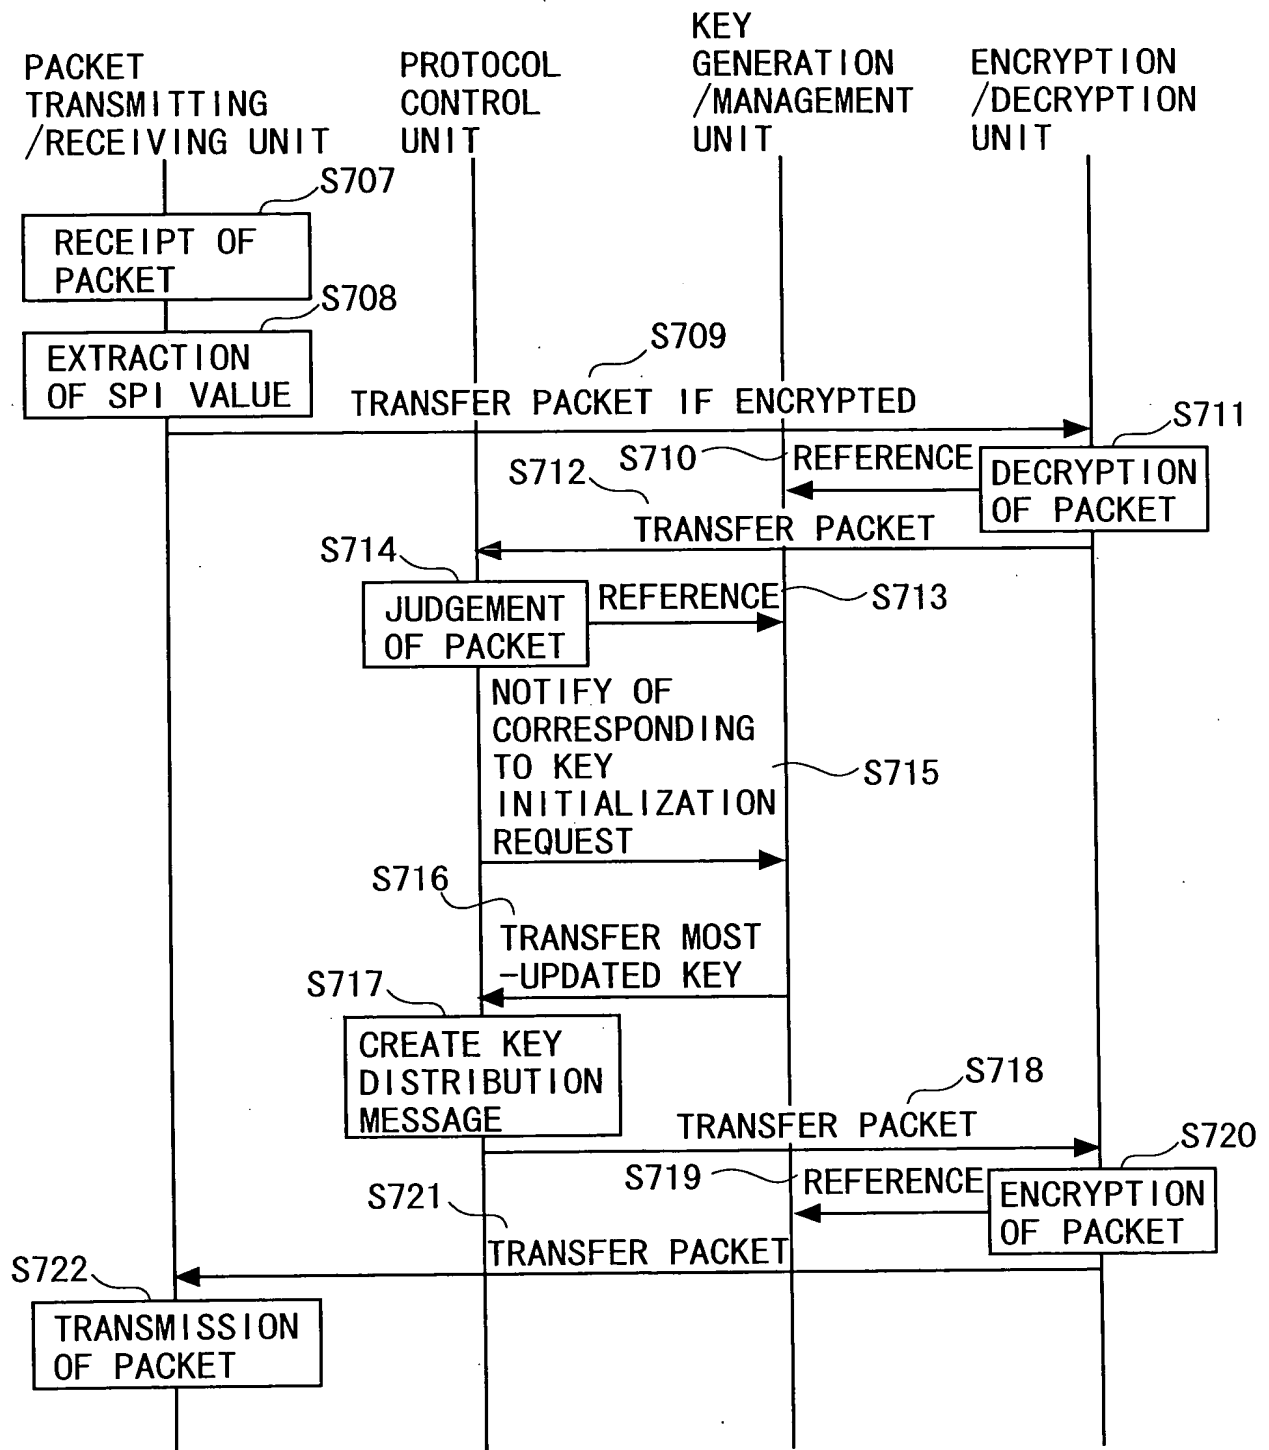 PACKET
TRANSMITTING
/RECEIVING UNIT
PROTOCOL
CONTROL
UNIT
KEY
GENERATION
/MANAGEMENT
UNIT
ENCRYPTION
/DECRYPTION
UNIT
S707
RECEIPT OF
PACKET
S708
EXTRACTION
OF SPI VALUE
S709
TRANSFER PACKET IF ENCRYPTED
S711
S710
REFERENCE
DECRYPTION
OF PACKET
S712
TRANSFER PACKET
S714
JUDGEMENT
OF PACKET
REFERENCE
S713
NOTIFY OF
CORRESPONDING
TO KEY
INITIALIZATION
REQUEST
S715
S716
TRANSFER MOST
-UPDATED KEY
S717
CREATE KEY
DISTRIBUTION
MESSAGE
S718
TRANSFER PACKET
S720
S719
REFERENCE
ENCRYPTION
OF PACKET
S721
TRANSFER PACKET
S722
TRANSMISSION
OF PACKET